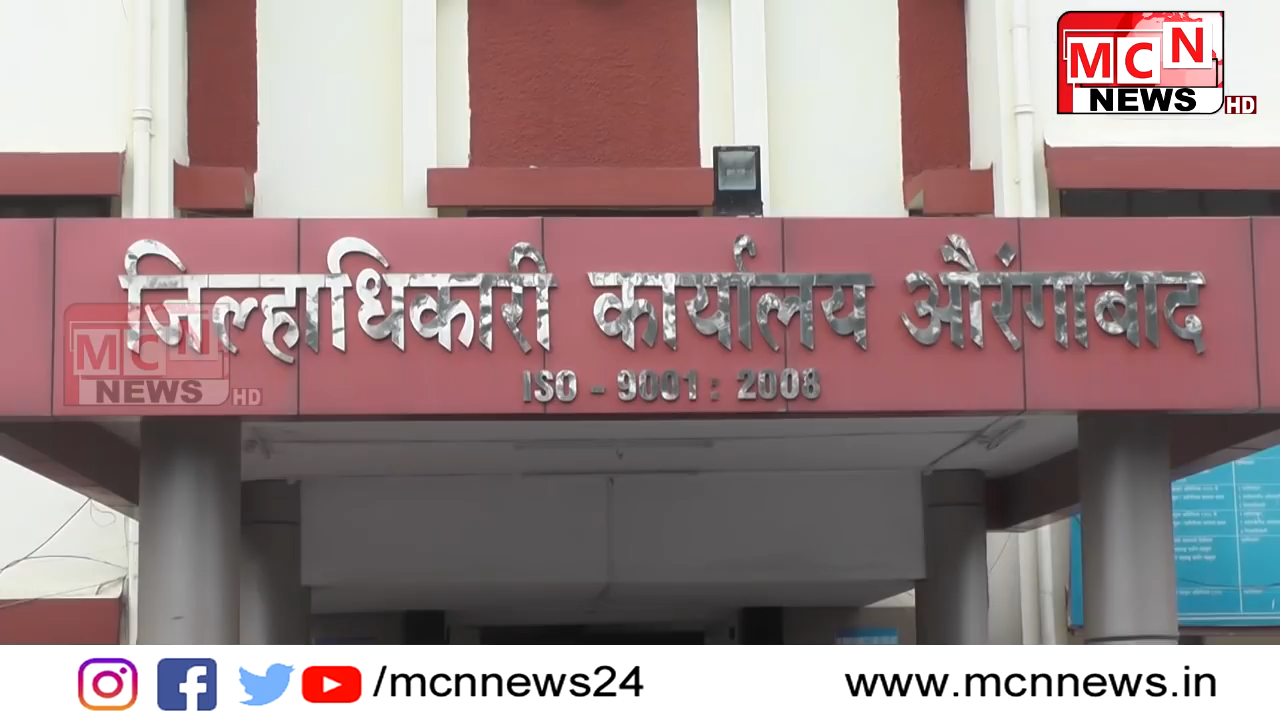 MCN
NEWS HD
जिल्हाधिकारी कार्यालय औरंगाबाद
MCN
NEWS HD
ISO - 9001 : 2008
/mcnnews24
www.mcnnews.in